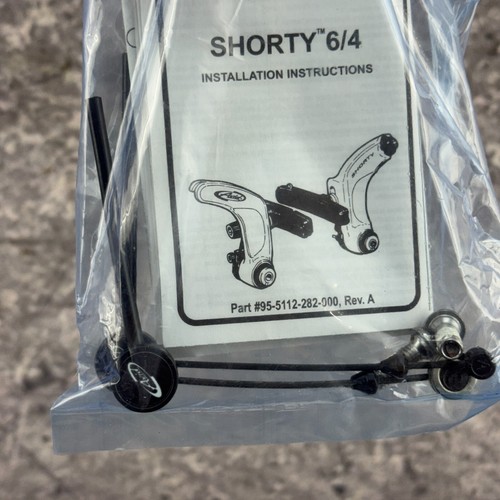 SHORTY™ 6/4
INSTALLATION INSTRUCTIONS
SHORTY
Part #95-5112-282-000, Rev. A